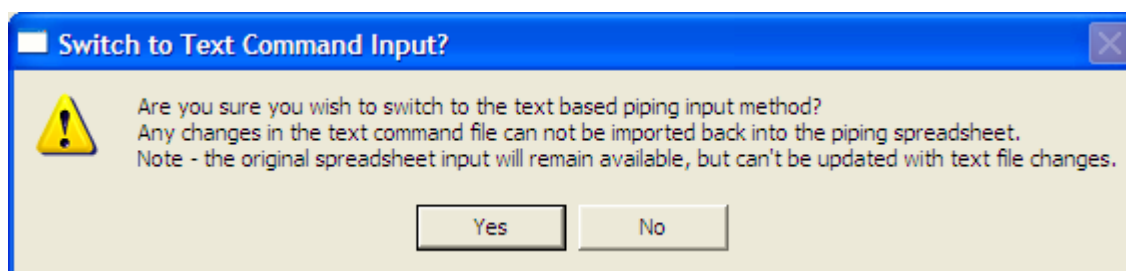 Switch to Text Command Input?
Are you sure you wish to switch to the text based piping input method?
Any changes in the text command file can not be imported back into the piping spreadsheet.
Note - the original spreadsheet input will remain available, but can't be updated with text file changes.
Yes No